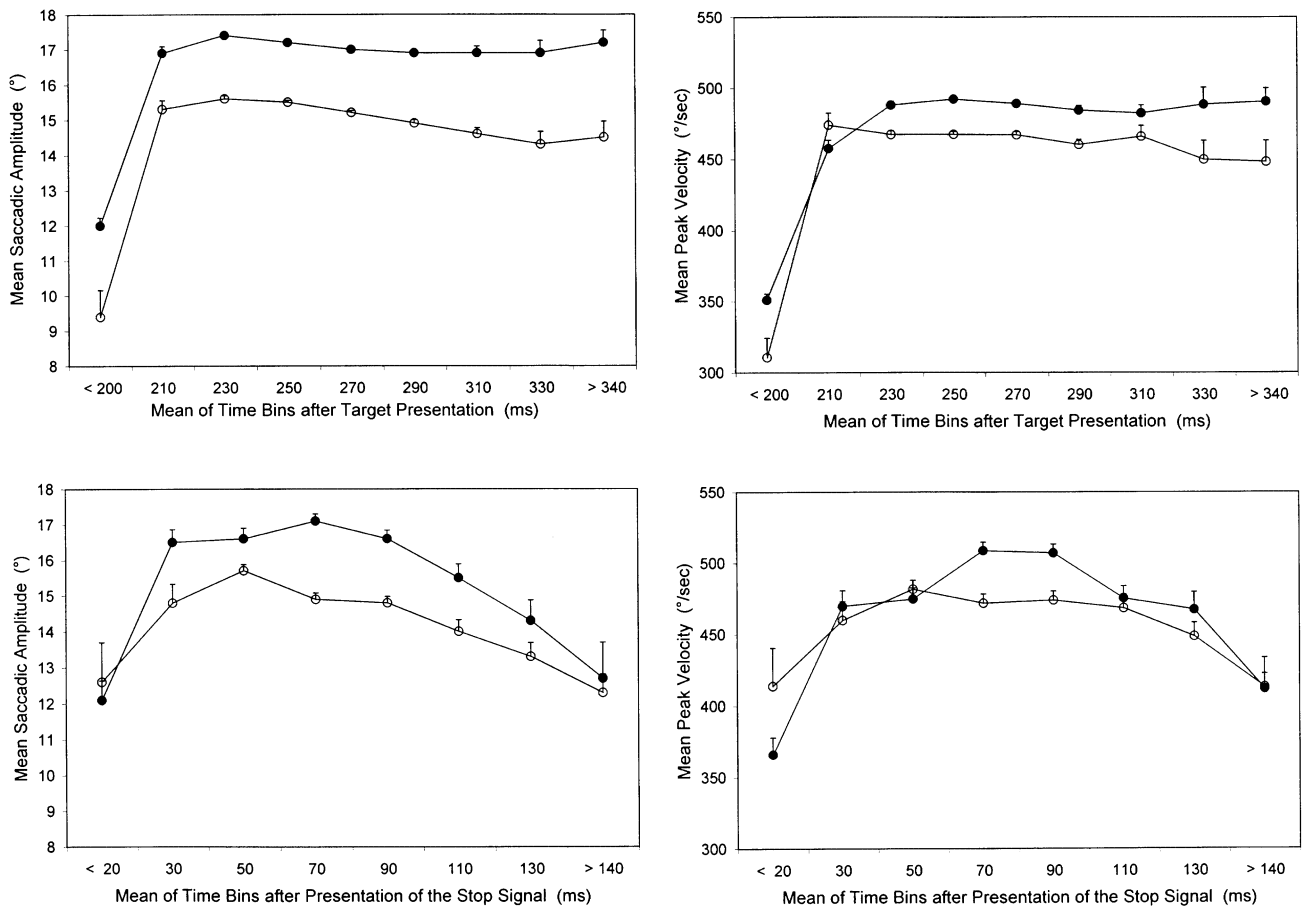 18
17
16
15
14
13
12
11
10
9
8
Mean Saccadic Amplitude (°)
< 200 210 230 250 270 290 310 330 > 340
Mean of Time Bins after Target Presentation (ms)
550
500
450
400
350
300
Mean Peak Velocity (°/sec)
< 200 210 230 250 270 290 310 330 > 340
Mean of Time Bins after Target Presentation (ms)
18
17
16
15
14
13
12
11
10
9
8
Mean Saccadic Amplitude (°)
< 20 30 50 70 90 110 130 > 140
Mean of Time Bins after Presentation of the Stop Signal (ms)
550
500
450
400
350
300
Mean Peak Velocity (°/sec)
< 20 30 50 70 90 110 130 > 140
Mean of Time Bins after Presentation of the Stop Signal (ms)